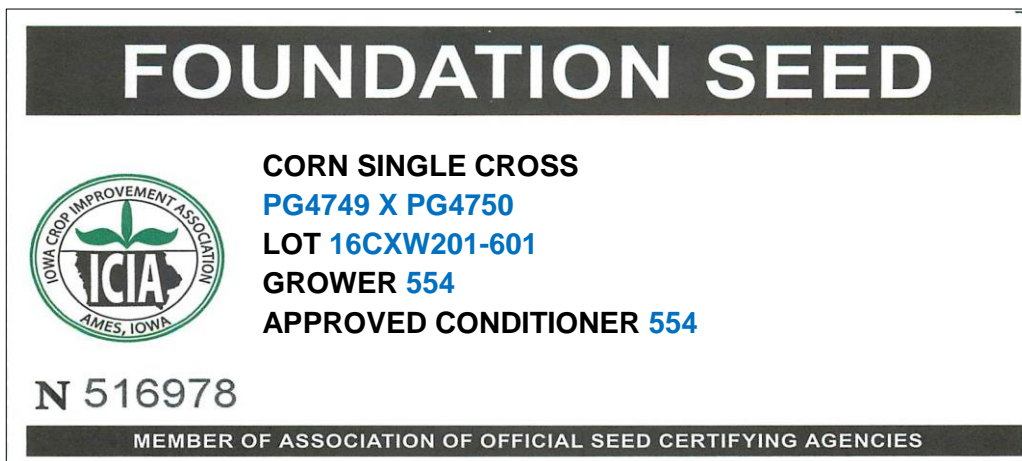 FOUNDATION SEED
IOWA CROP IMPROVEMENT ASSOCIATION
ICIA
AMES, IOWA
CORN SINGLE CROSS
PG4749 X PG4750
LOT 16CXW201-601
GROWER 554
APPROVED CONDITIONER 554
N 516978
MEMBER OF ASSOCIATION OF OFFICIAL SEED CERTIFYING AGENCIES